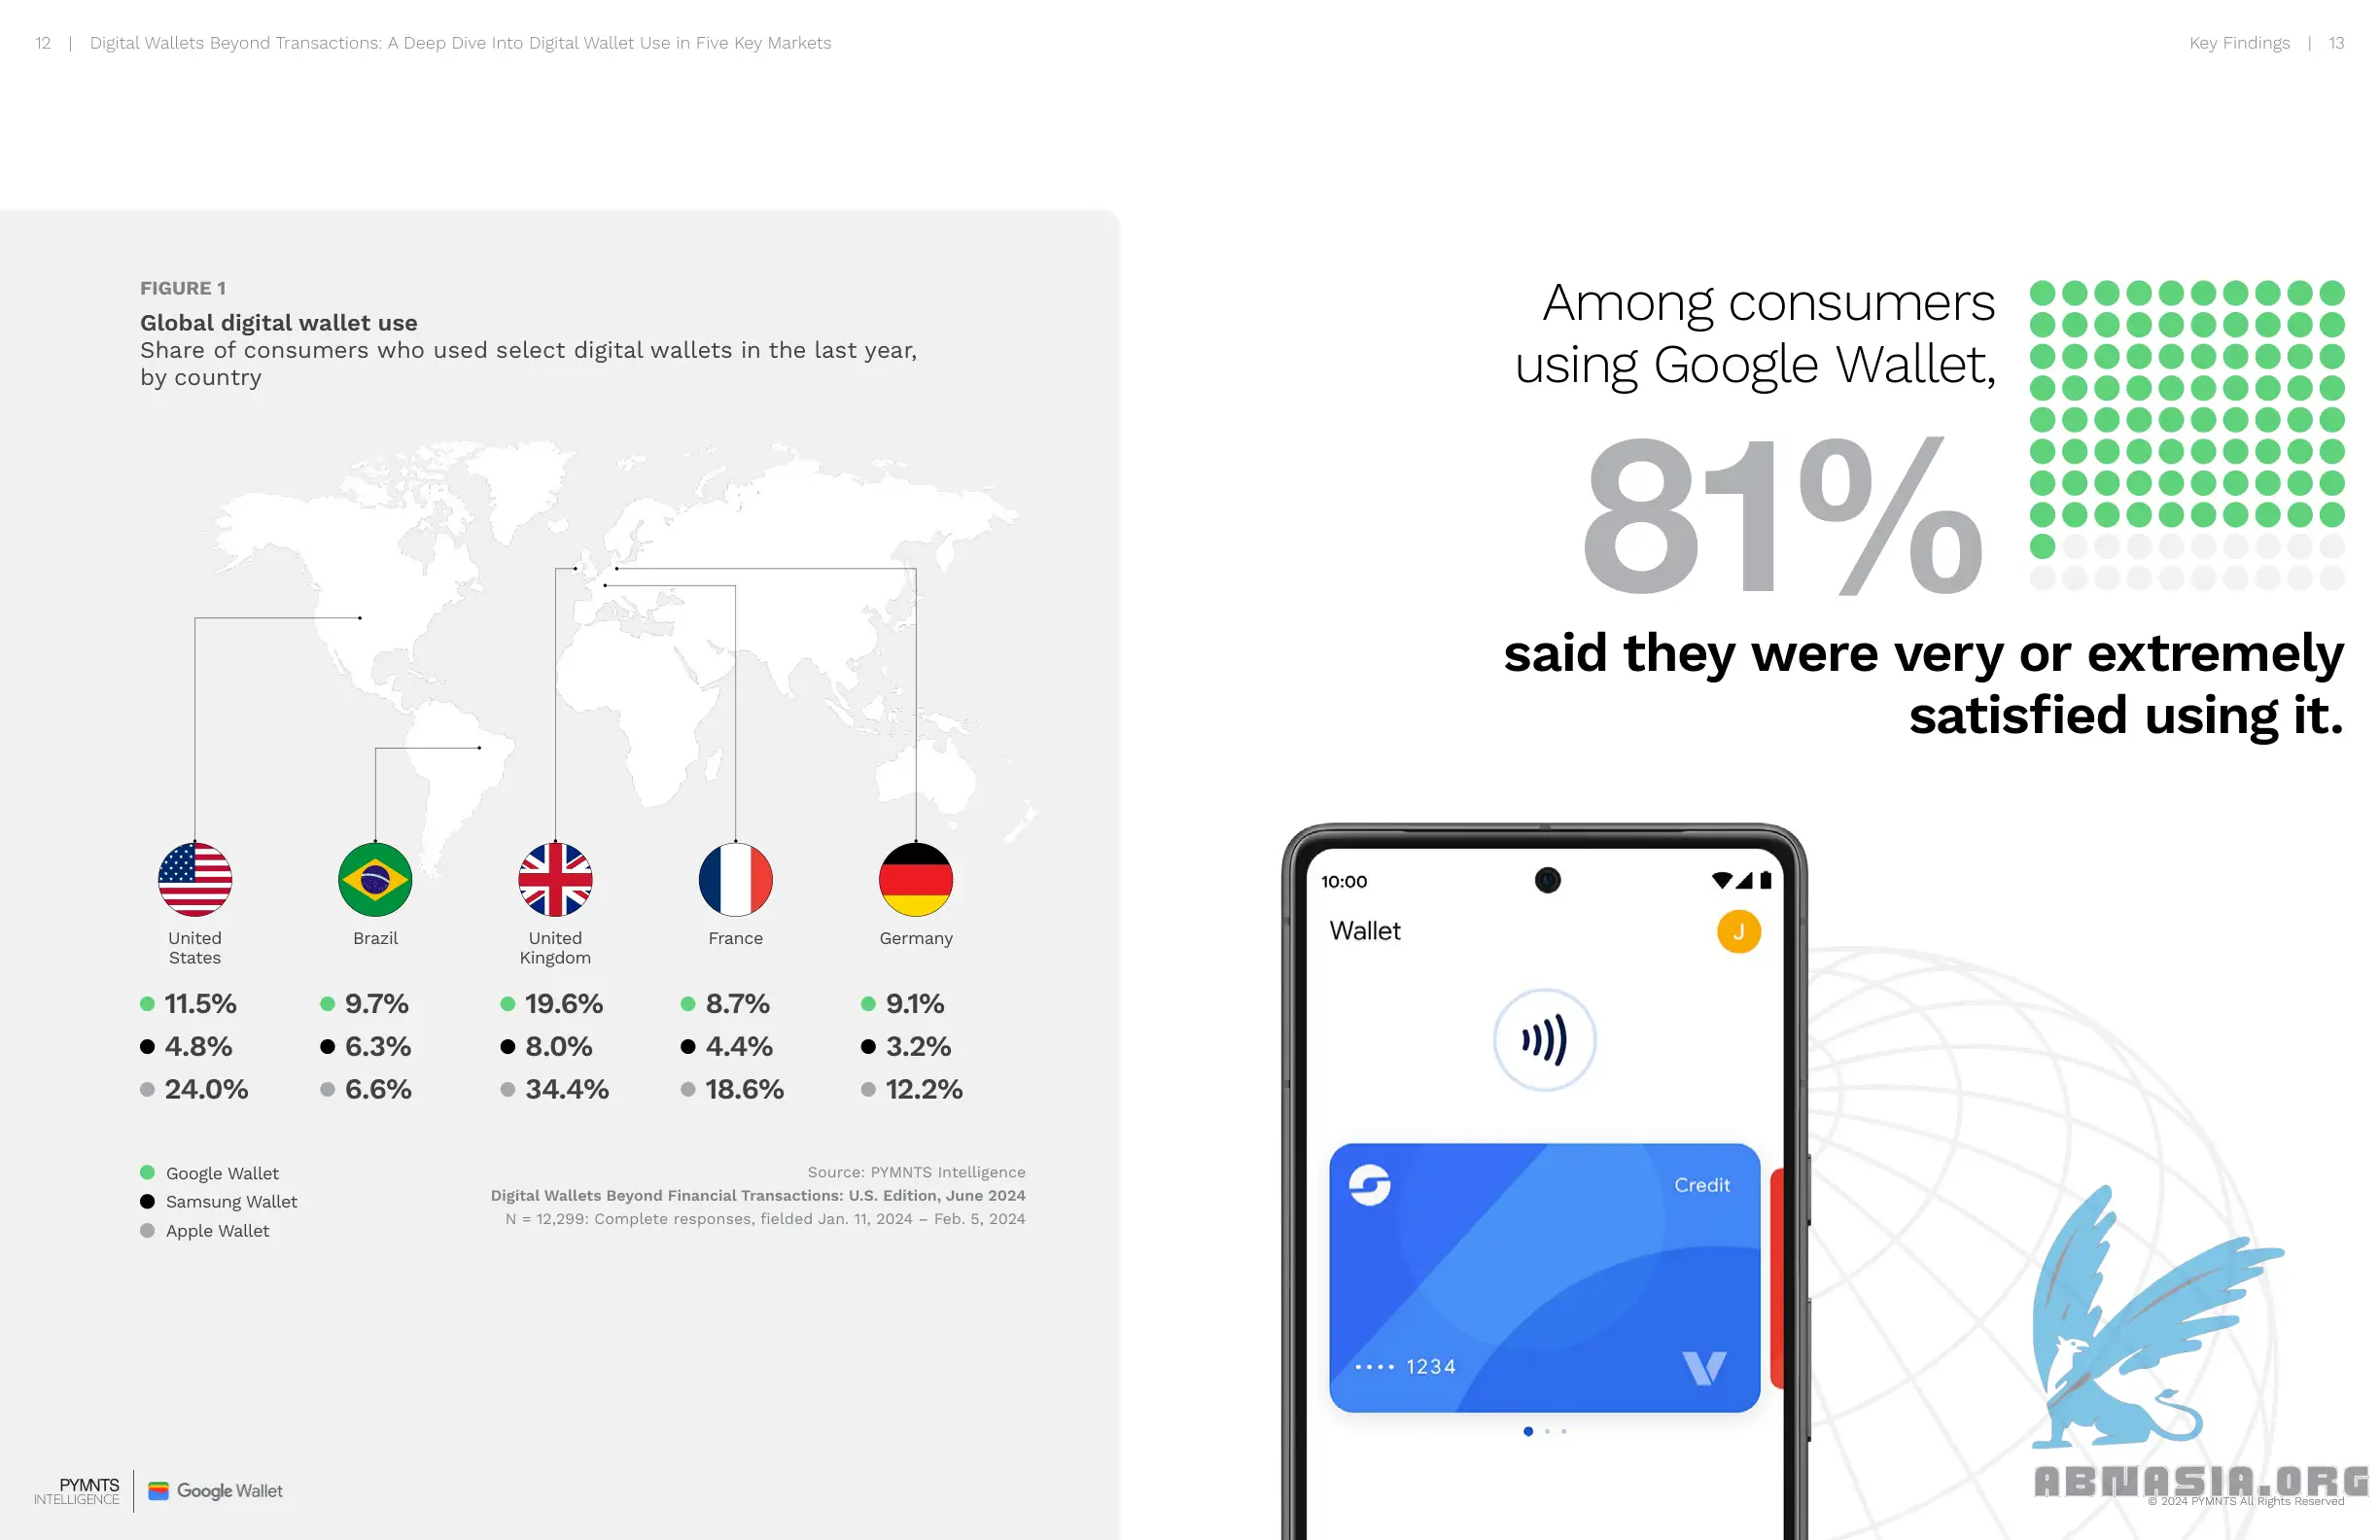 12 | Digital Wallets Beyond Transactions: A Deep Dive Into Digital Wallet Use in Five Key Markets
Key Findings | 13
FIGURE 1
Global digital wallet use
Share of consumers who used select digital wallets in the last year,
by country
United
States
Brazil
United
Kingdom
France
Germany
11.5% 9.7% 19.6% 8.7% 9.1%
4.8% 6.3% 8.0% 4.4% 3.2%
24.0% 6.6% 34.4% 18.6% 12.2%
Google Wallet
Samsung Wallet
Apple Wallet
Source: PYMNTS Intelligence
Digital Wallets Beyond Financial Transactions: U.S. Edition, June 2024
N = 12,299: Complete responses, fielded Jan. 11, 2024 – Feb. 5, 2024
PYMNTS
INTELLIGENCE
Google Wallet
Among consumers
using Google Wallet,
81%
said they were very or extremely
satisfied using it.
10:00
Wallet
J
Credit
•••• 1234
ABNASIA.ORG
© 2024 PYMNTS All Rights Reserved